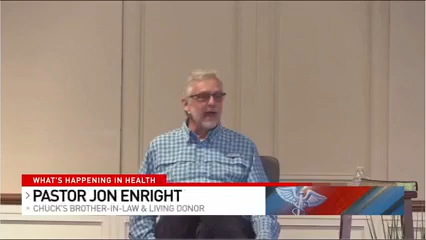 WHAT'S HAPPENING IN HEALTH
PASTOR JON ENRIGHT
CHUCK'S BROTHER-IN-LAW & LIVING DONOR